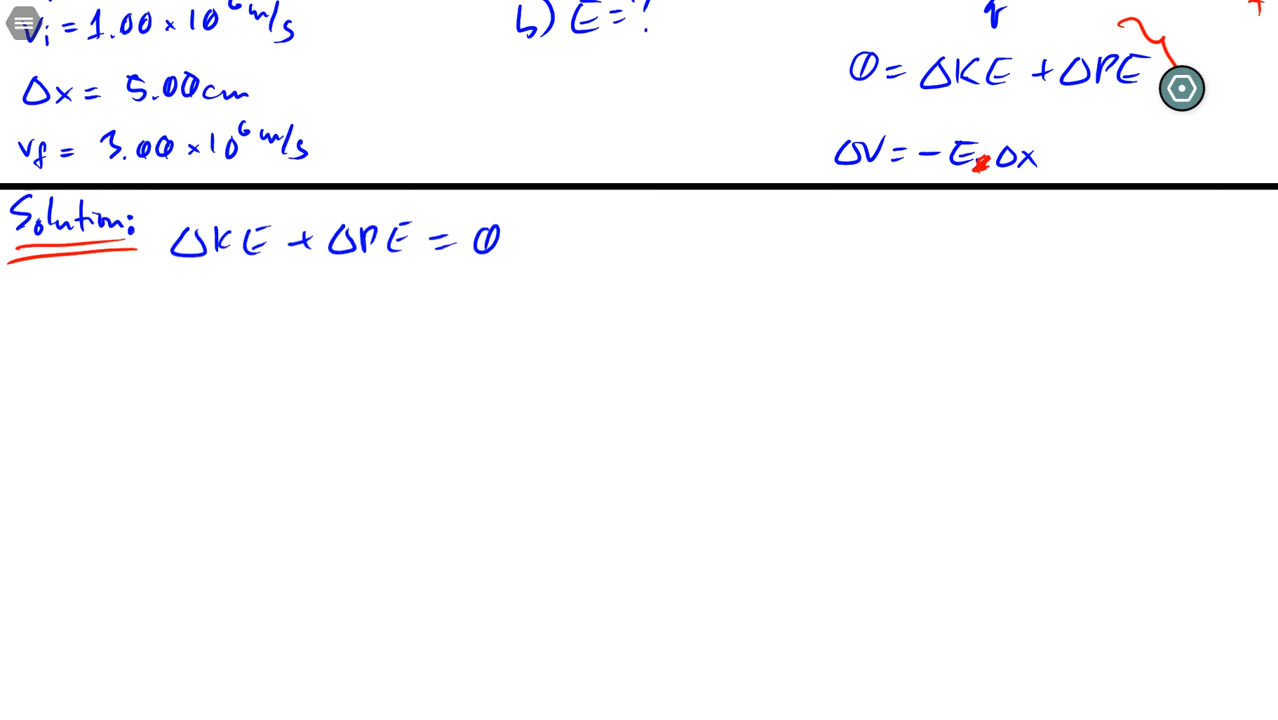 Vi = 1.00 × 10^6 m/s
Δx = 5.00 cm
vf = 3.00 × 10^6 m/s
b) E = ?
0 = ΔKE + ΔPE
ΔV = - E · Δx
Solution: ΔKE + ΔPE = 0